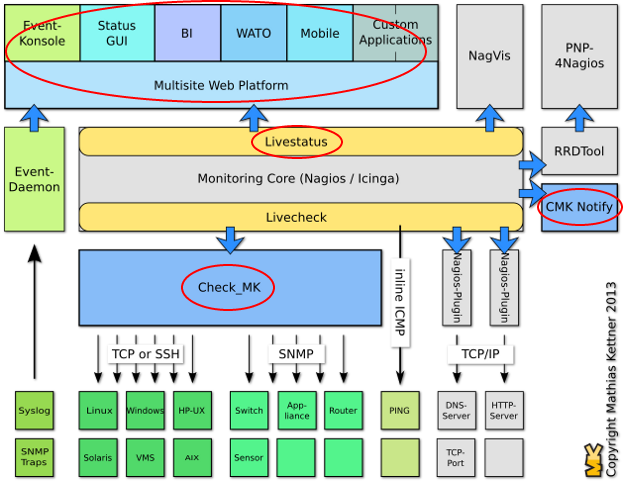 Event-
Konsole
Status
GUI
BI
WATO
Mobile
Custom
Applications
Multisite Web Platform
NagVis
PNP-
4Nagios
Event-
Daemon
Livestatus
Monitoring Core (Nagios / Icinga)
Livecheck
RRDTool
CMK Notify
Check_MK
inline ICMP
Nagios-Plugin
Nagios-Plugin
TCP or SSH
SNMP
TCP/IP
Syslog
Linux
Windows
HP-UX
Switch
App-
liance
Router
PING
DNS-
Server
HTTP-
Server
SNMP
Traps
Solaris
VMS
AIX
Sensor
TCP-
Port
Copyright Mathias Kettner 2013